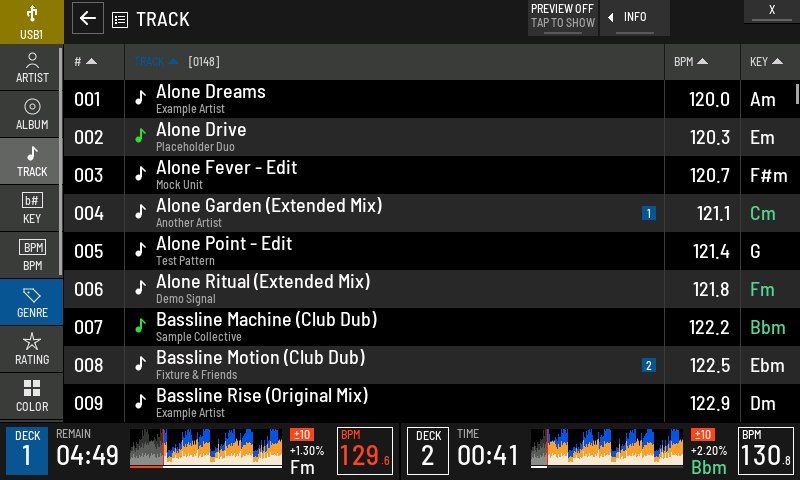 USB1
TRACK
PREVIEW OFF
TAP TO SHOW
INFO
X
# TRACK [0148] BPM KEY
ARTIST
ALBUM
TRACK
b#
KEY
BPM
BPM
GENRE
RATING
COLOR
001 Alone Dreams 120.0 Am
Example Artist
002 Alone Drive 120.3 Em
Placeholder Duo
003 Alone Fever - Edit 120.7 F#m
Mock Unit
004 Alone Garden (Extended Mix) 1 121.1 Cm
Another Artist
005 Alone Point - Edit 121.4 G
Test Pattern
006 Alone Ritual (Extended Mix) 121.8 Fm
Demo Signal
007 Bassline Machine (Club Dub) 122.2 Bbm
Sample Collective
008 Bassline Motion (Club Dub) 2 122.5 Ebm
Fixture & Friends
009 Bassline Rise (Original Mix) 122.9 Dm
Example Artist
DECK 1
REMAIN
04:49
±10
+1.30%
Fm
BPM
129.6
DECK 2
TIME
00:41
±10
+2.20%
Bbm
BPM
130.8